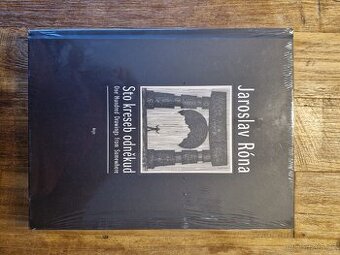 Jaroslav Róna
Sto kreseb odněkud
One Hundred Drawings From Somewhere